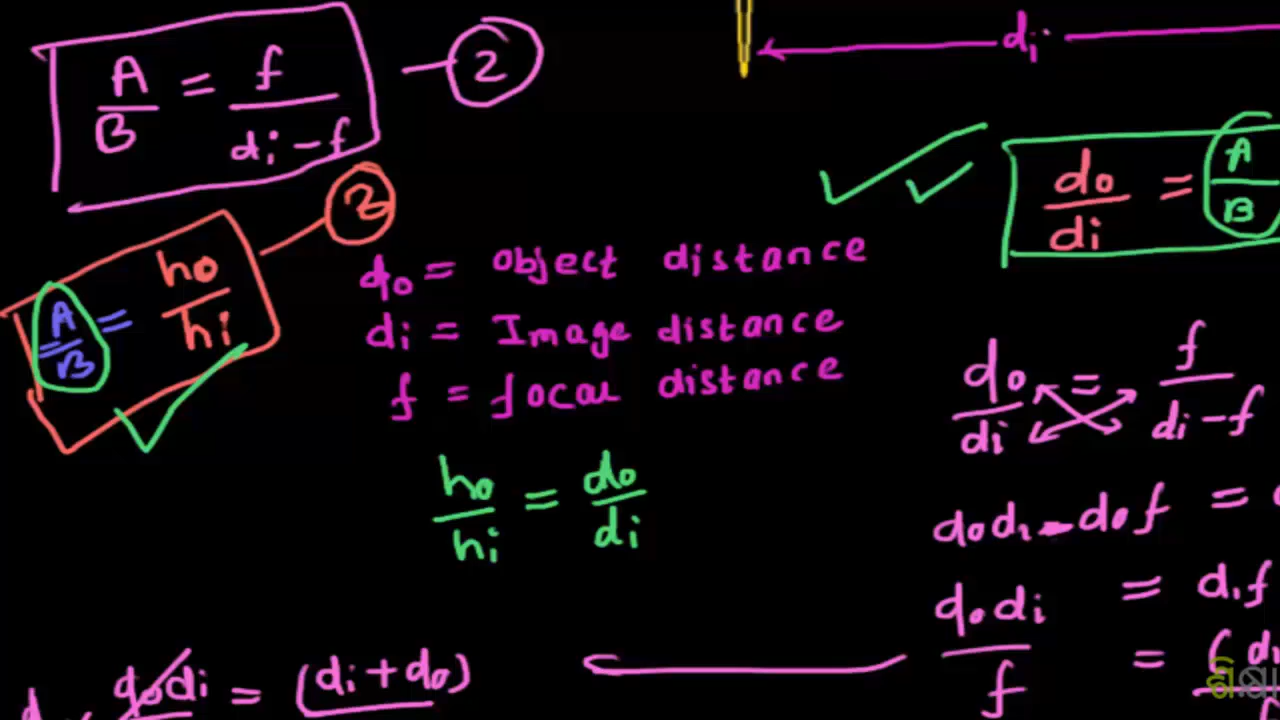 A/B = f/(di-f) — 2
di
do/di = A/B
A/B = ho/hi — 3
do = object distance
di = Image distance
f = focal distance
do/di = f/(di-f)
ho/hi = do/di
dodi - dof =
dodi = dif
dodi/f =
dodi = (di+do)